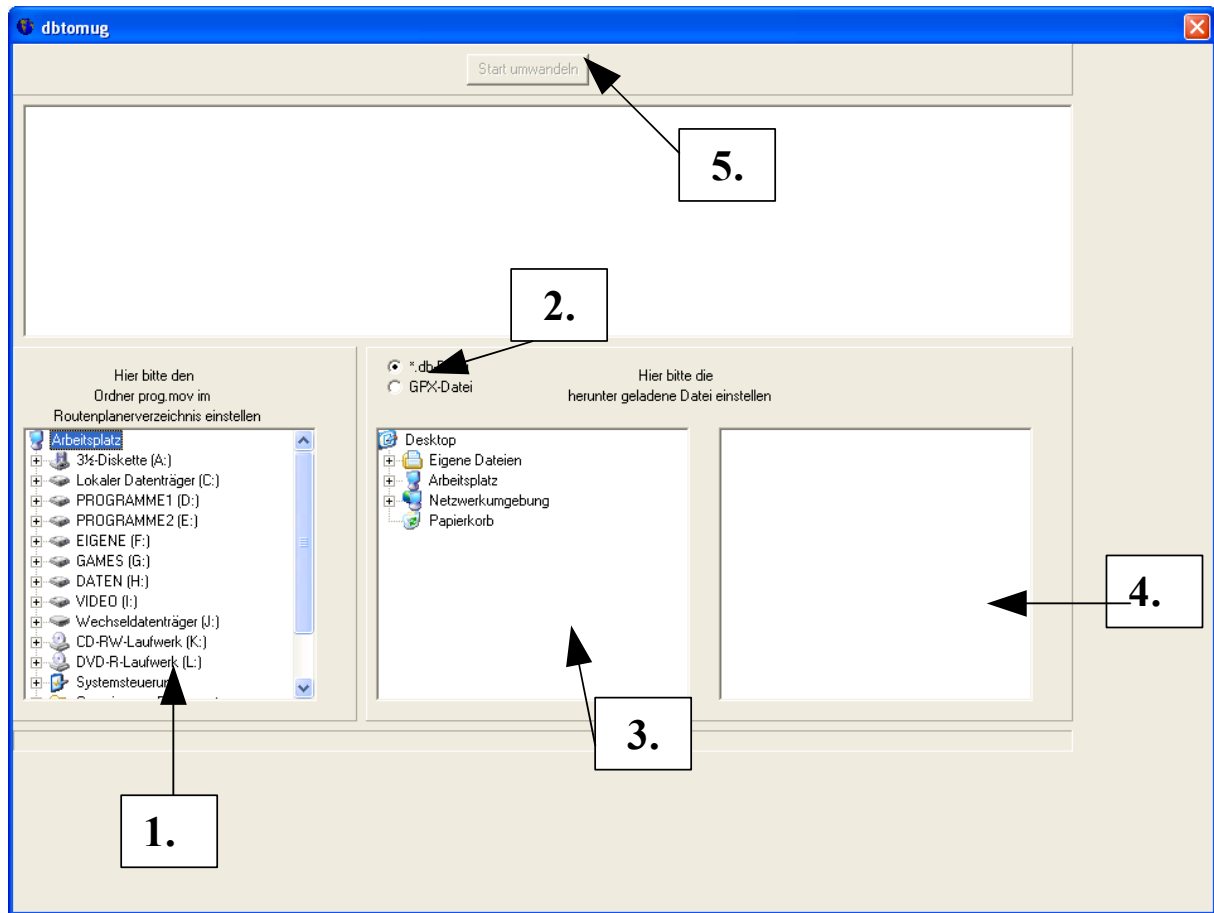 dbtomug
Start umwandeln
5.
2.
Hier bitte den
Ordner prog.mov im
Routenplanerverzeichnis einstellen
*.db-
GPX-Datei
Hier bitte die
herunter geladene Datei einstellen
Arbeitsplatz
3½-Diskette (A:)
Lokaler Datenträger (C:)
PROGRAMME1 (D:)
PROGRAMME2 (E:)
EIGENE (F:)
GAMES (G:)
DATEN (H:)
VIDEO (I:)
Wechseldatenträger (J:)
CD-RW-Laufwerk (K:)
DVD-R-Laufwerk (L:)
Systemsteuerung
Desktop
Eigene Dateien
Arbeitsplatz
Netzwerkumgebung
Papierkorb
4.
3.
1.